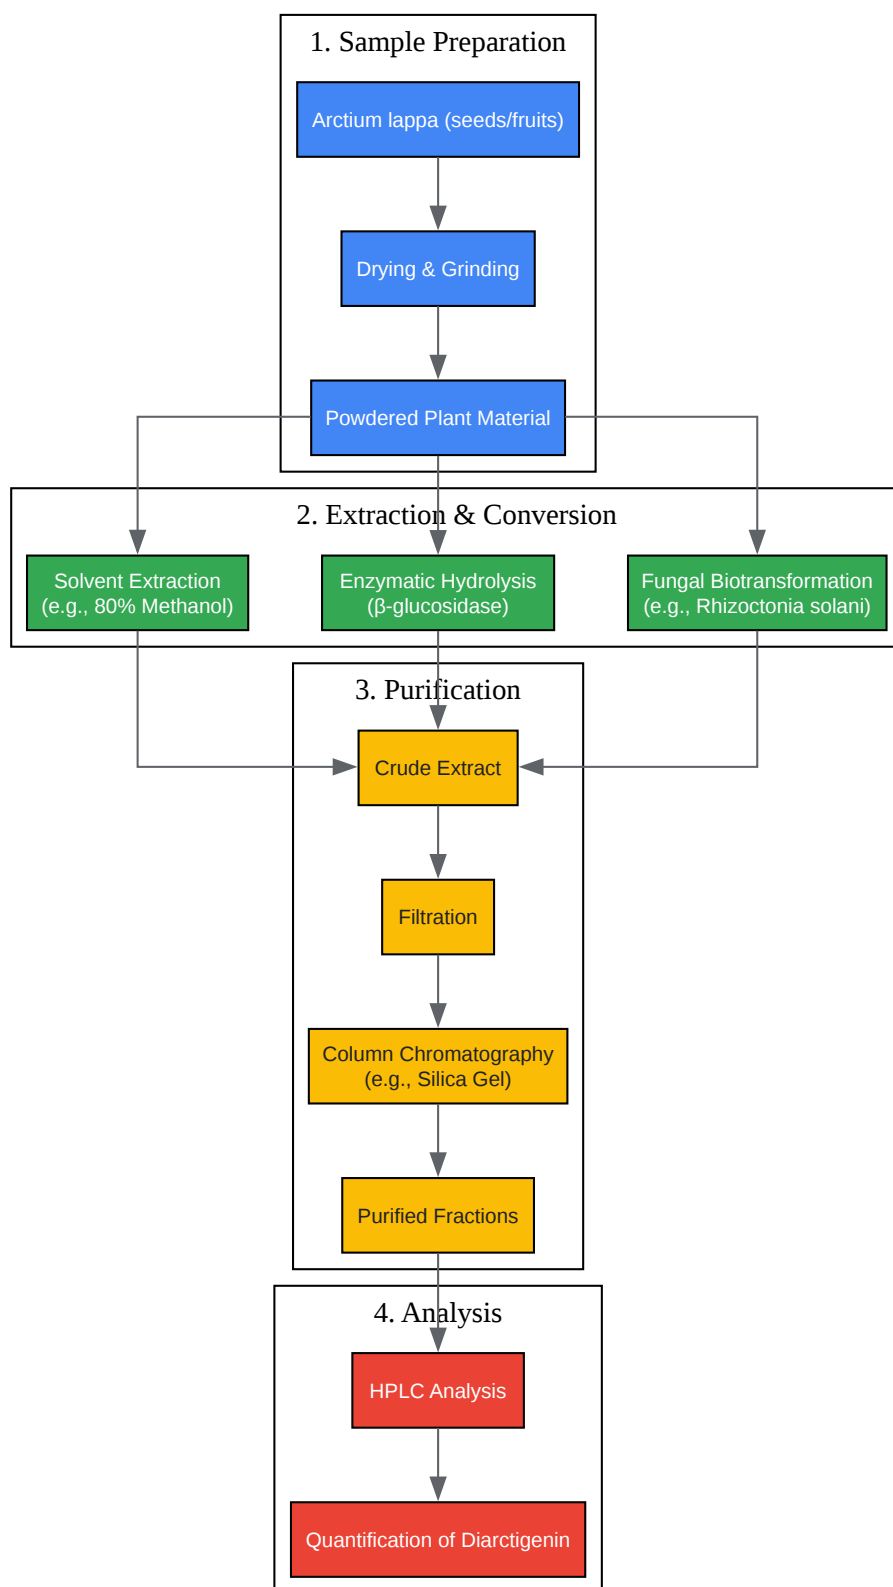 1. Sample Preparation
Arctium lappa (seeds/fruits)
Drying & Grinding
Powdered Plant Material
2. Extraction & Conversion
Solvent Extraction
(e.g., 80% Methanol)
Enzymatic Hydrolysis
(β-glucosidase)
Fungal Biotransformation
(e.g., Rhizoctonia solani)
3. Purification
Crude Extract
Filtration
Column Chromatography
(e.g., Silica Gel)
Purified Fractions
4. Analysis
HPLC Analysis
Quantification of Diarctigenin